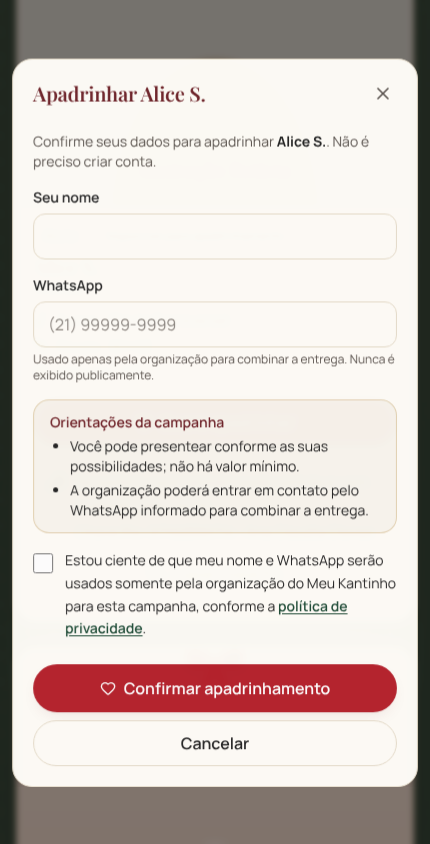 Apadrinhar Alice S.
Confirme seus dados para apadrinhar Alice S.. Não é
preciso criar conta.
Seu nome
WhatsApp
(21) 99999-9999
Usado apenas pela organização para combinar a entrega. Nunca é
exibido publicamente.
Orientações da campanha
• Você pode presentear conforme as suas
possibilidades; não há valor mínimo.
• A organização poderá entrar em contato pelo
WhatsApp informado para combinar a entrega.
Estou ciente de que meu nome e WhatsApp serão
usados somente pela organização do Meu Kantinho
para esta campanha, conforme a política de
privacidade.
Confirmar apadrinhamento
Cancelar